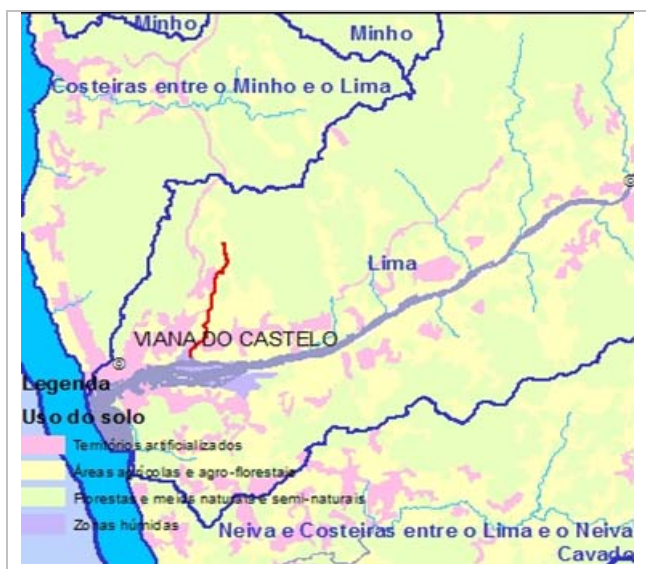 Minho
Minho
Costeiras entre o Minho e o Lima
Lima
VIANA DO CASTELO
Legenda
Uso do solo
Territórios artificializados
Áreas agrícolas e agro-florestais
Florestas e meios naturais e semi-naturais
Zonas húmidas
Neiva e Costeiras entre o Lima e o Neiva
Cavado